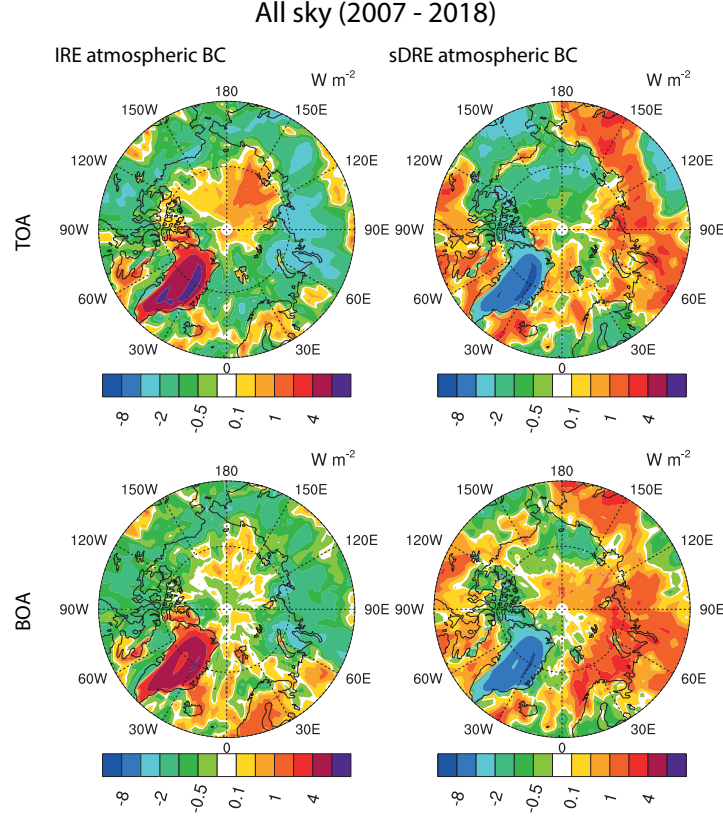 All sky (2007 - 2018)
IRE atmospheric BC
sDRE atmospheric BC
W m-2
W m-2
180
180
150W
150E
150W
150E
120W
120E
120W
120E
TOA
90W
90E
90W
90E
60W
60E
60W
60E
30W
30E
30W
30E
0
0
-8
-2
-0.5
0.1
1
4
-8
-2
-0.5
0.1
1
4
W m-2
W m-2
180
180
150W
150E
150W
150E
120W
120E
120W
120E
BOA
90W
90E
90W
90E
60W
60E
60W
60E
30W
30E
30W
30E
0
0
-8
-2
-0.5
0.1
1
4
-8
-2
-0.5
0.1
1
4